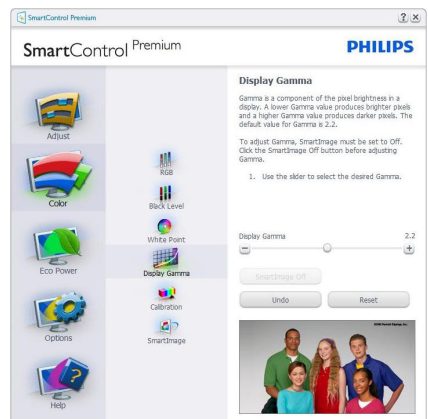 SmartControl Premium
SmartControl Premium
PHILIPS
Adjust
Color
Eco Power
Options
Help
RGB
Black Level
White Point
Display Gamma
Calibration
SmartImage
Display Gamma
Gamma is a component of the pixel brightness in a
display. A lower Gamma value produces brighter pixels
and a higher Gamma value produces darker pixels. The
default value for Gamma is 2.2.
To adjust Gamma, SmartImage must be set to Off.
Click the SmartImage Off button before adjusting
Gamma.
1. Use the slider to select the desired Gamma.
Display Gamma 2.2
SmartImage Off
Undo Reset